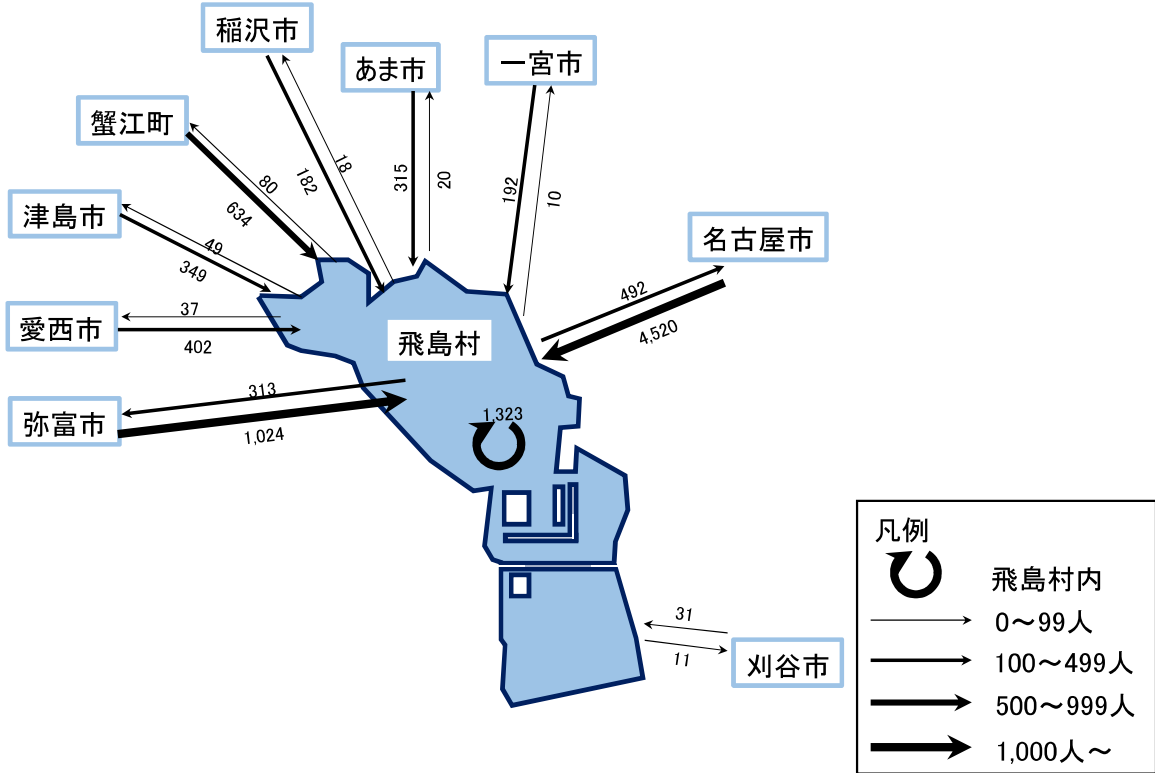 稲沢市
あま市
一宮市
蟹江町
津島市
名古屋市
愛西市
弥富市
飛島村
刈谷市
18
182
315
20
192
10
80
634
49
349
37
402
313
1,024
492
4,520
1,323
31
11
凡例
飛島村内
0～99人
100～499人
500～999人
1,000人～